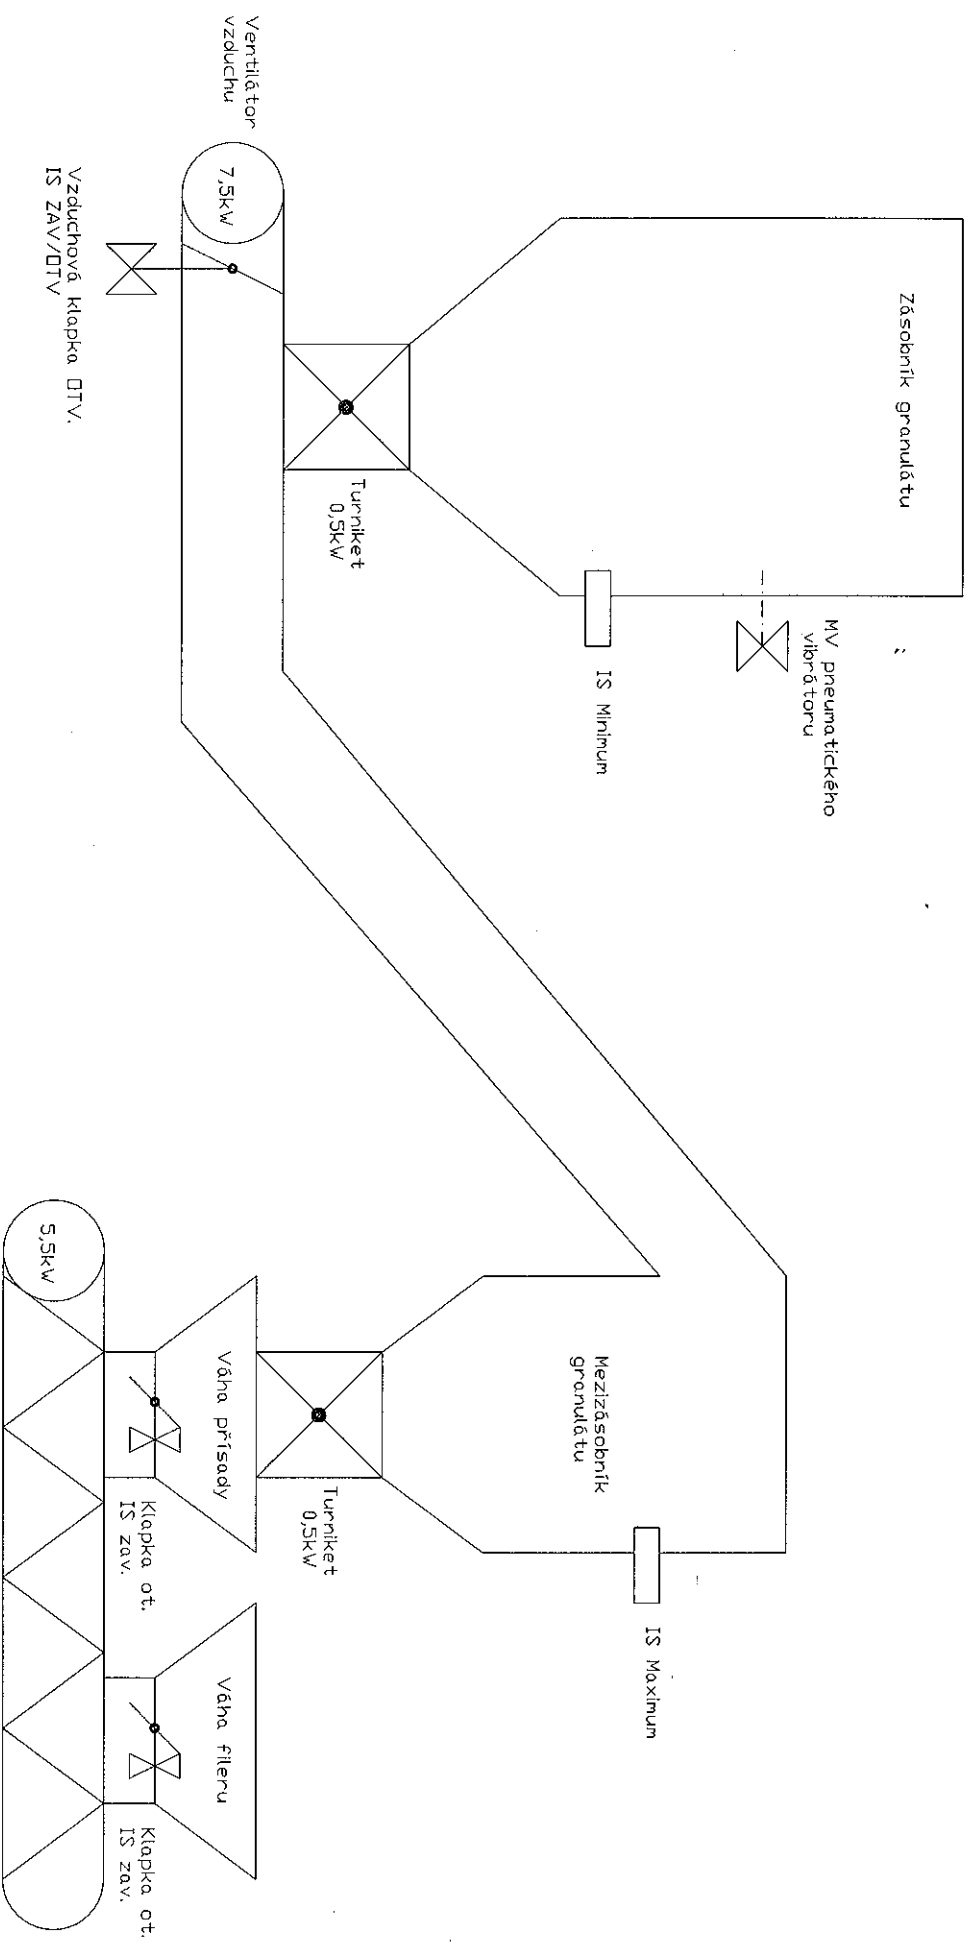 Zásobník granulátu
MV pneumatického
vibrátoru
IS Minimum
Turniket
0,5kW
Ventilátor
vzduchu
7,5kW
Vzduchová klapka OTV.
IS ZAV/OTV
Mezizásobník
granulátu
IS Maximum
Turniket
0,5kW
Váha přísady
Klapka ot.
IS zav.
Váha fileru
Klapka ot.
IS zav.
5,5kW